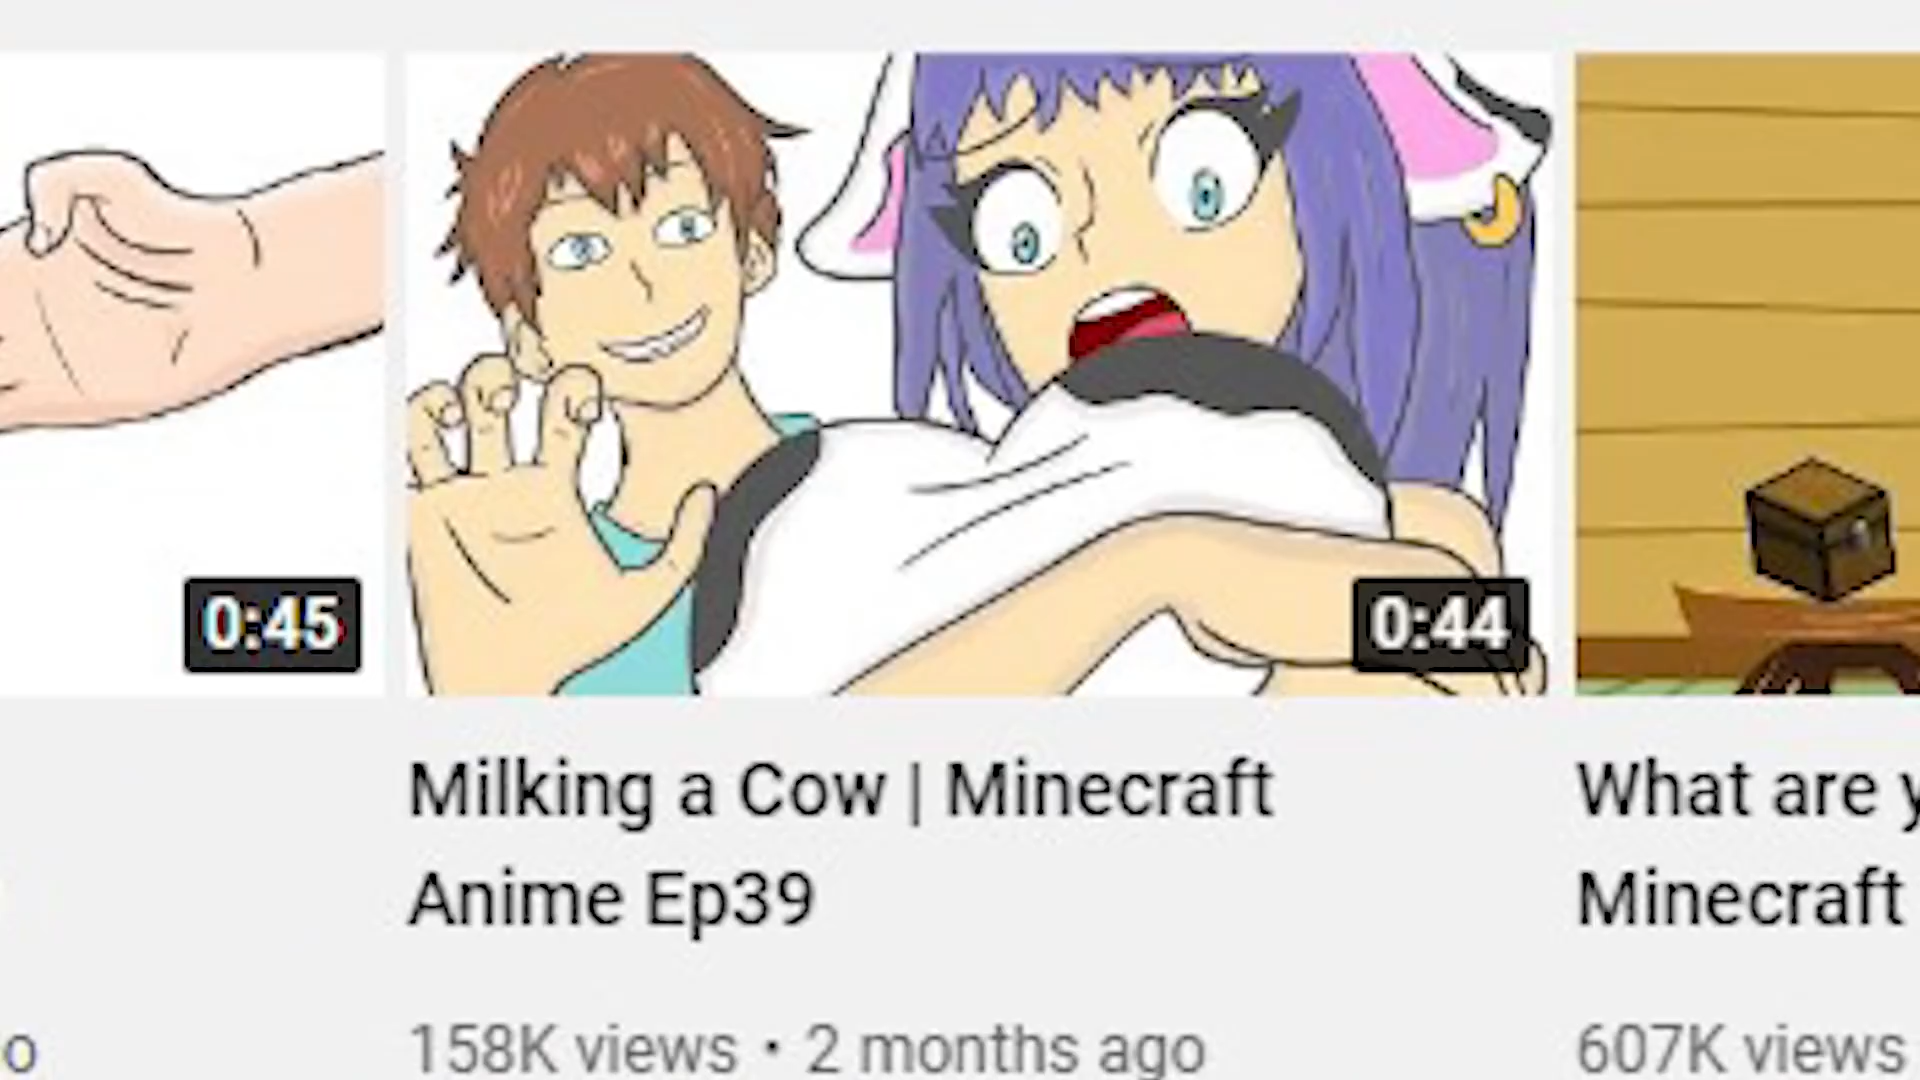 0:45
0:44
Milking a Cow | Minecraft
Anime Ep39
158K views • 2 months ago
What are
Minecraft
607K views